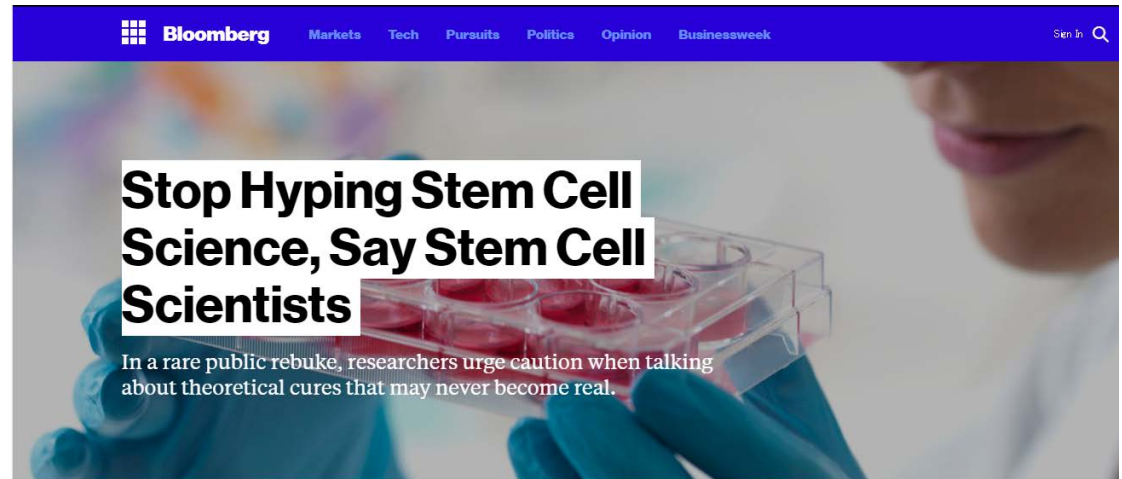 Bloomberg Markets Tech Pursuits Politics Opinion Businessweek Sign In
Stop Hyping Stem Cell
Science, Say Stem Cell
Scientists
In a rare public rebuke, researchers urge caution when talking
about theoretical cures that may never become real.